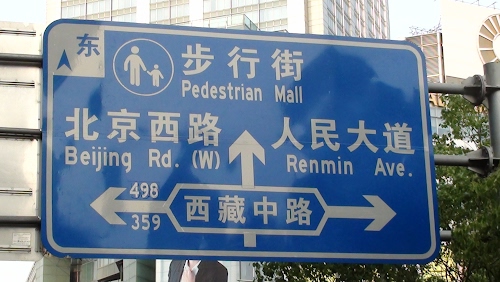 东
步行街
Pedestrian Mall
北京西路 人民大道
Beijing Rd. (W) Renmin Ave.
498
359
西藏中路